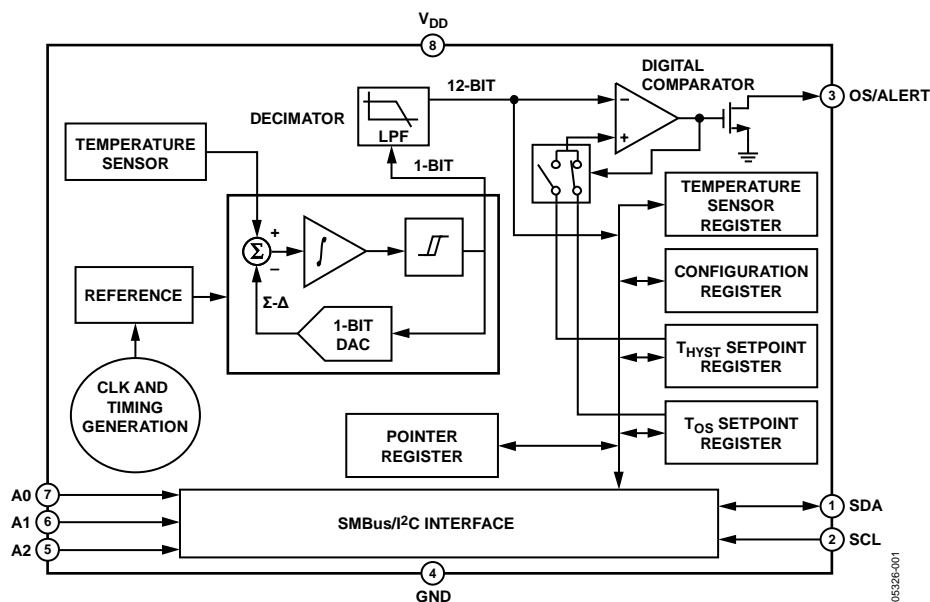 VDD
8
DIGITAL
COMPARATOR
12-BIT
3 OS/ALERT
DECIMATOR
LPF
−
+
TEMPERATURE
SENSOR
1-BIT
TEMPERATURE
SENSOR
REGISTER
+
Σ
−
∫
REFERENCE
Σ-Δ
CONFIGURATION
REGISTER
1-BIT
DAC
THYST SETPOINT
REGISTER
CLK AND
TIMING
GENERATION
TOS SETPOINT
REGISTER
POINTER
REGISTER
A0 7
A1 6
A2 5
SMBus/I2C INTERFACE
1 SDA
2 SCL
4
GND
05326-001